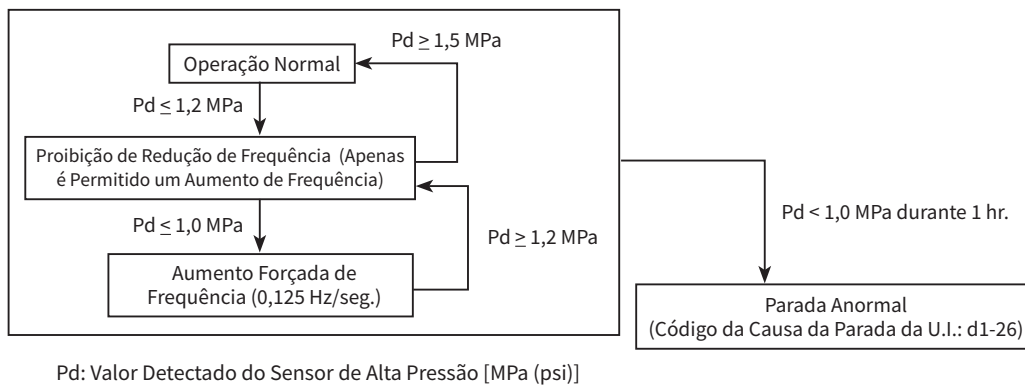 Pd ≥ 1,5 MPa
Operação Normal
Pd ≤ 1,2 MPa
Proibição de Redução de Frequência (Apenas
é Permitido um Aumento de Frequência)
Pd ≤ 1,0 MPa
Pd ≥ 1,2 MPa
Aumento Forçada de
Frequência (0,125 Hz/seg.)
Pd < 1,0 MPa durante 1 hr.
Parada Anormal
(Código da Causa da Parada da U.I.: d1-26)
Pd: Valor Detectado do Sensor de Alta Pressão [MPa (psi)]